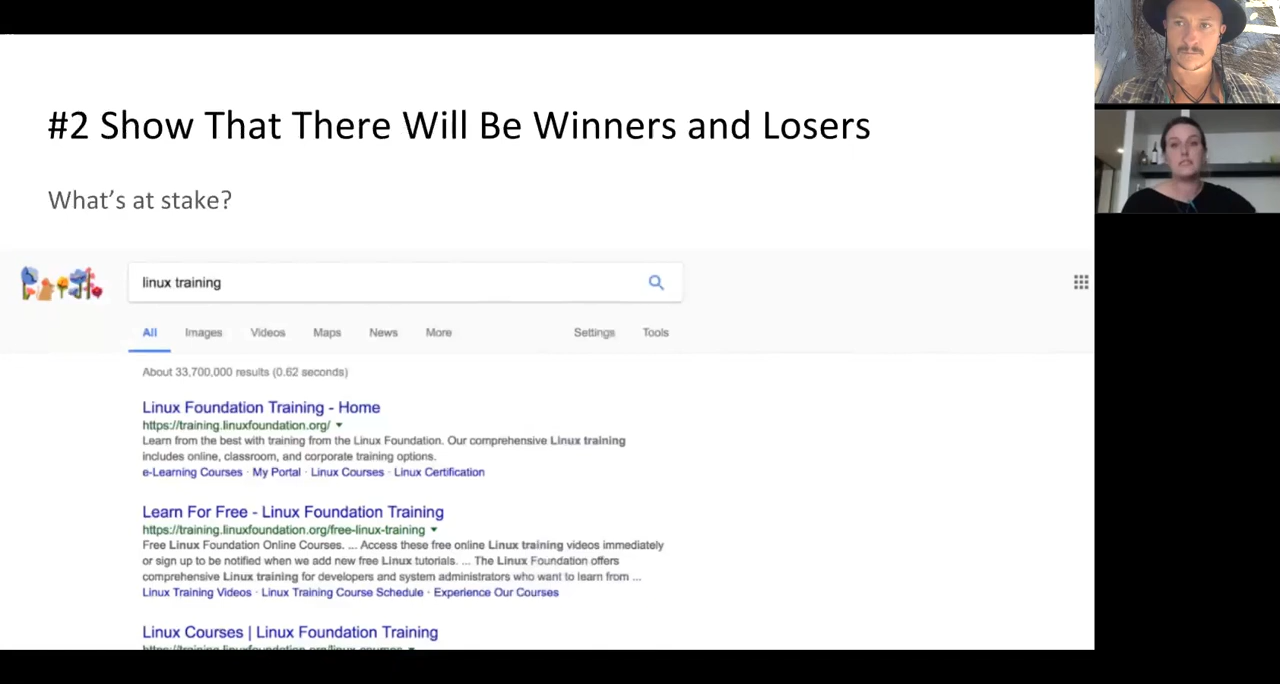 #2 Show That There Will Be Winners and Losers
What's at stake?
linux training
All Images Videos Maps News More Settings Tools
About 33,700,000 results (0.62 seconds)
Linux Foundation Training - Home
https://training.linuxfoundation.org/
Learn from the best with training from the Linux Foundation. Our comprehensive Linux training
includes online, classroom, and corporate training options.
e-Learning Courses · My Portal · Linux Courses · Linux Certification
Learn For Free - Linux Foundation Training
https://training.linuxfoundation.org/free-linux-training
Free Linux Foundation Online Courses. ... Access these free online Linux training videos immediately
or sign up to be notified when we add new free Linux tutorials. ... The Linux Foundation offers
comprehensive Linux training for developers and system administrators who want to learn from ...
Linux Training Videos · Linux Training Course Schedule · Experience Our Courses
Linux Courses | Linux Foundation Training
https://training.linuxfoundation.org/linux-courses